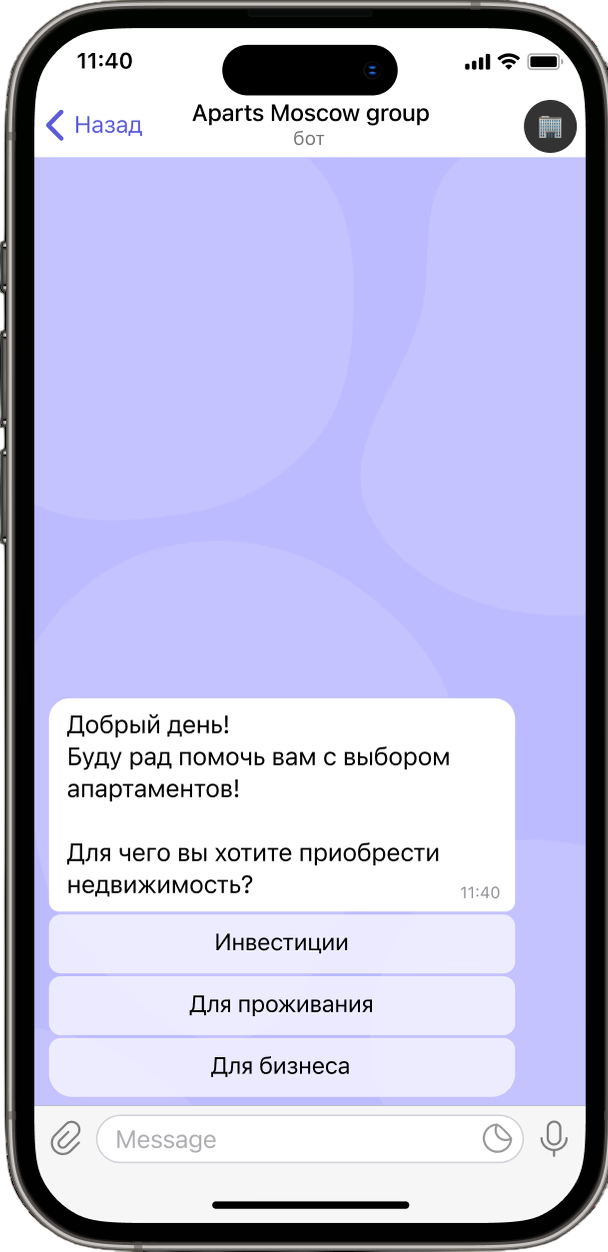 11:40
Назад
Aparts Moscow group
бот
Добрый день!
Буду рад помочь вам с выбором
апартаментов!
Для чего вы хотите приобрести
недвижимость?
11:40
Инвестиции
Для проживания
Для бизнеса
Message